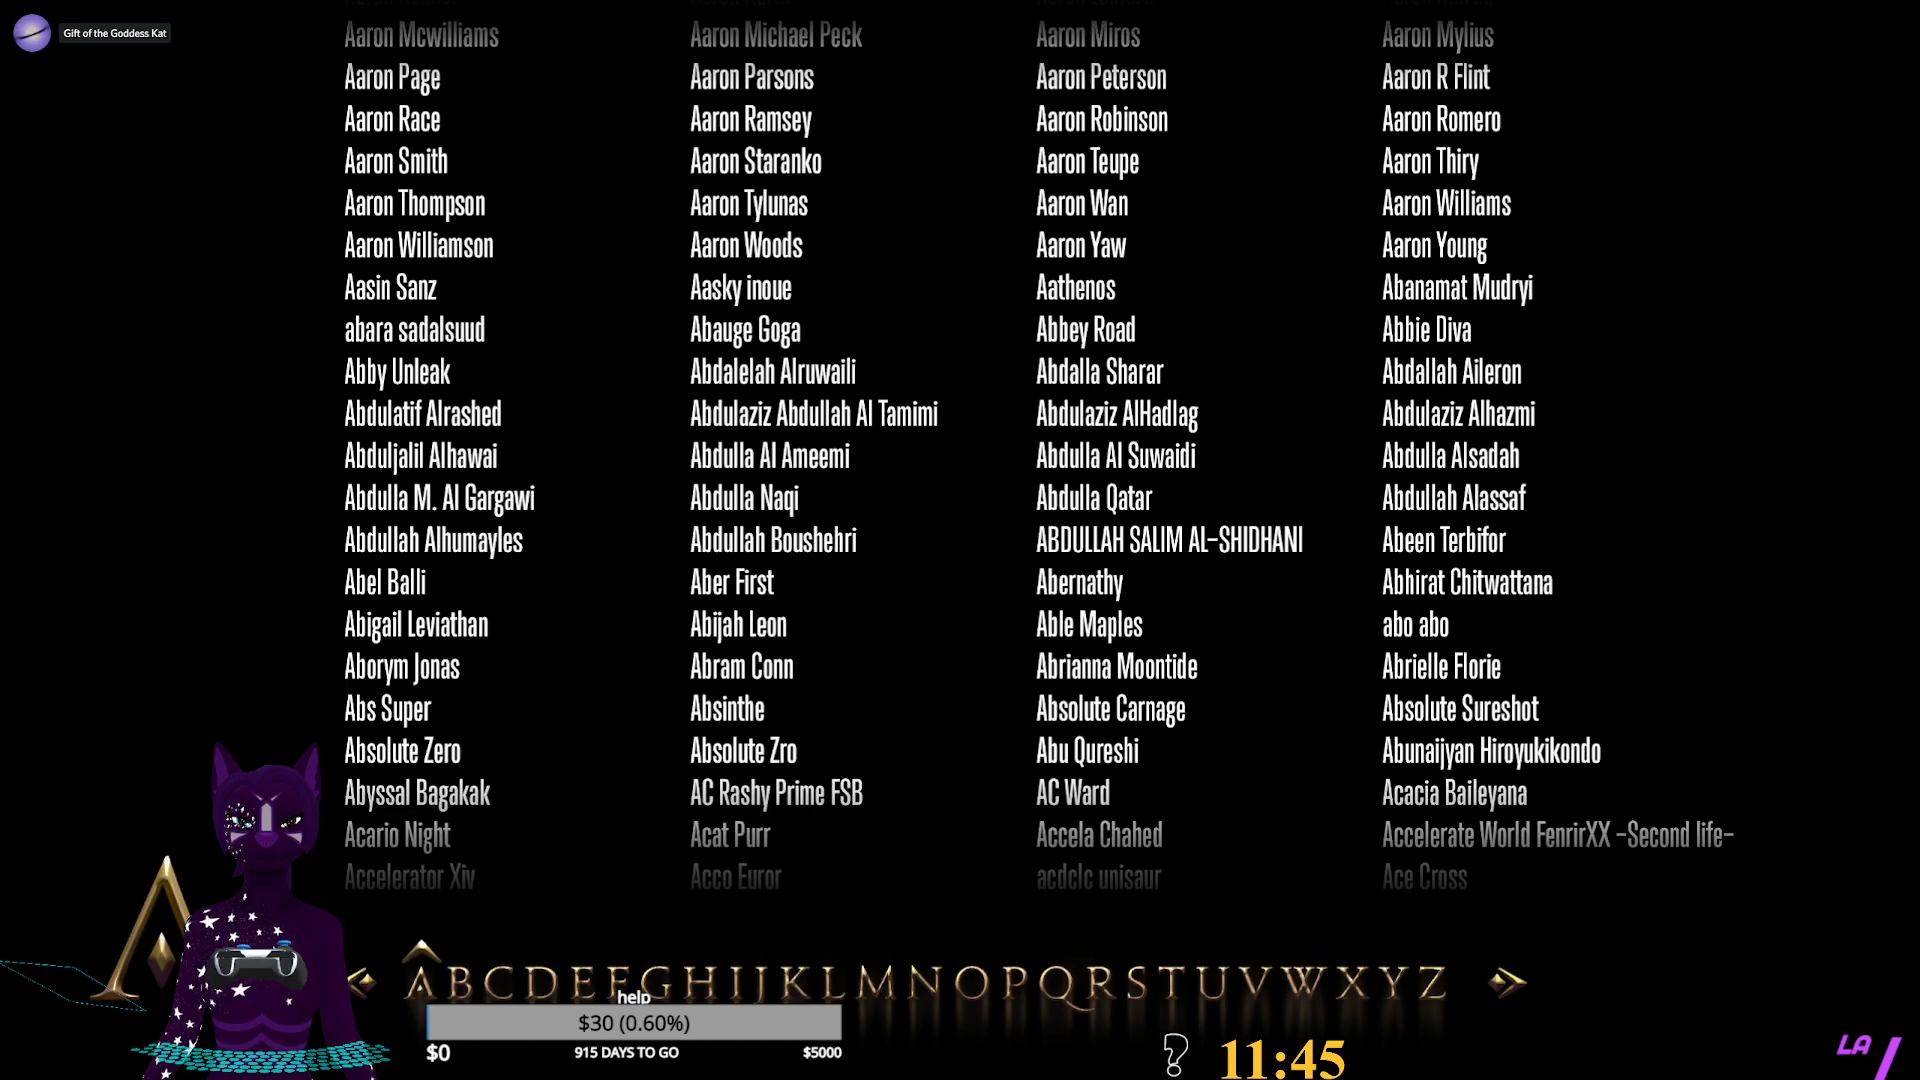 Gift of the Goddess Kat
Aaron Mcwilliams Aaron Michael Peck Aaron Miros Aaron Mylius
Aaron Page Aaron Parsons Aaron Peterson Aaron R Flint
Aaron Race Aaron Ramsey Aaron Robinson Aaron Romero
Aaron Smith Aaron Staranko Aaron Teupe Aaron Thiry
Aaron Thompson Aaron Tylunas Aaron Wan Aaron Williams
Aaron Williamson Aaron Woods Aaron Yaw Aaron Young
Aasin Sanz Aasky inoue Aathenos Abanamat Mudryi
abara sadalsuud Abauge Goga Abbey Road Abbie Diva
Abby Unleak Abdalelah Alruwaili Abdalla Sharar Abdallah Aileron
Abdulatif Alrashed Abdulaziz Abdullah Al Tamimi Abdulaziz AlHadlag Abdulaziz Alhazmi
Abduljalil Alhawai Abdulla Al Ameemi Abdulla Al Suwaidi Abdulla Alsadah
Abdulla M. Al Gargawi Abdulla Naqi Abdulla Qatar Abdullah Alassaf
Abdullah Alhumayles Abdullah Boushehri ABDULLAH SALIM AL-SHIDHANI Abeen Terbifor
Abel Balli Aber First Abernathy Abhirat Chitwattana
Abigail Leviathan Abijah Leon Able Maples abo abo
Aborym Jonas Abram Conn Abrianna Moontide Abrielle Florie
Abs Super Absinthe Absolute Carnage Absolute Sureshot
Absolute Zero Absolute Zro Abu Qureshi Abunaijyan Hiroyukikondo
Abyssal Bagakak AC Rashy Prime FSB AC Ward Acacia Baileyana
Acario Night Acat Purr Accela Chahed Accelerate World FenrirXX -Second life-
Accelerator Xiv Acco Euror acdclc unisaur Ace Cross
A
A B C D E F G H I J K L M N O P Q R S T U V W X Y Z
help
$30 (0.60%)
$0 915 DAYS TO GO $5000
? 11:45
LA